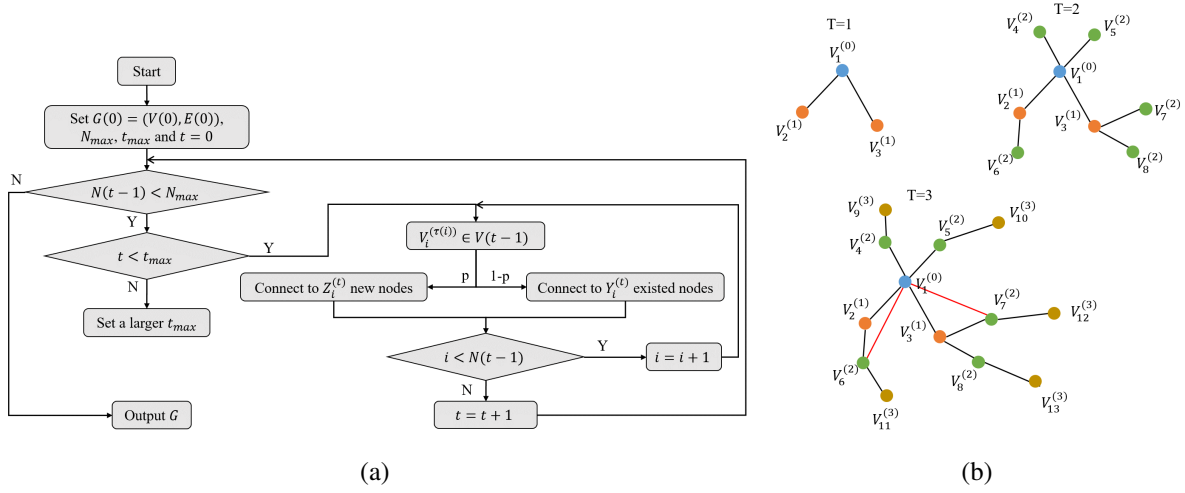 Start
Set G(0) = (V(0), E(0)),
N_max, t_max and t = 0
N
N(t − 1) < N_max
Y
t < t_max
Y
N
Set a larger t_max
Output G
V_i^(τ(i)) ∈ V(t − 1)
p
1-p
Connect to Z_i^(t) new nodes
Connect to Y_i^(t) existed nodes
i < N(t − 1)
Y
i = i + 1
N
t = t + 1
(a)
T=1
V_1^(0)
V_2^(1)
V_3^(1)
T=2
V_4^(2)
V_5^(2)
V_1^(0)
V_2^(1)
V_3^(1)
V_7^(2)
V_6^(2)
V_8^(2)
T=3
V_9^(3)
V_10^(3)
V_5^(2)
V_4^(2)
V_1^(0)
V_2^(1)
V_7^(2)
V_12^(3)
V_3^(1)
V_6^(2)
V_8^(2)
V_13^(3)
V_11^(3)
(b)